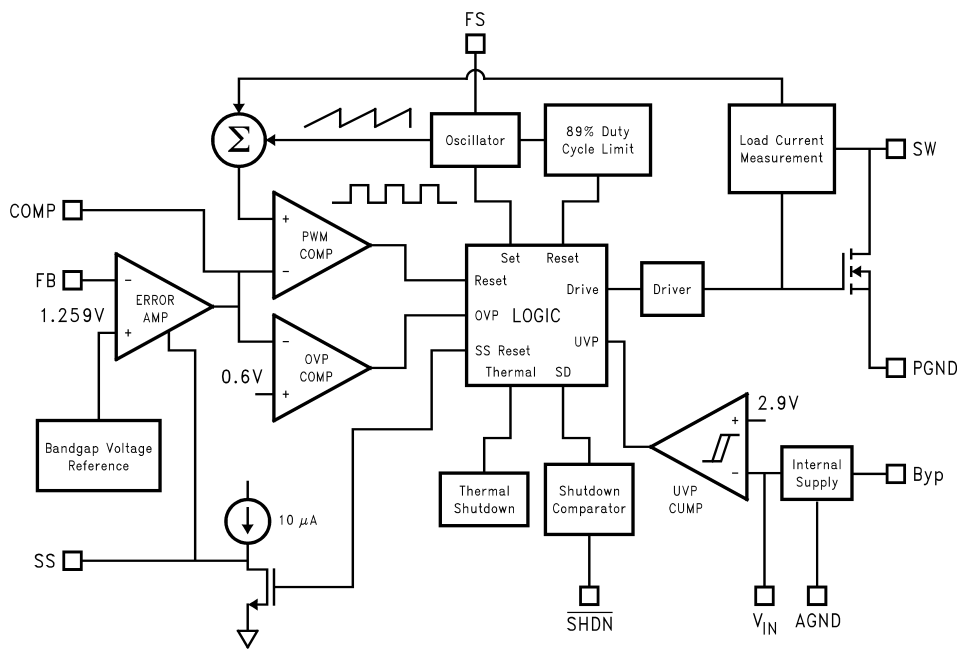 FS
Oscillator
89% Duty
Cycle Limit
Load Current
Measurement
SW
Σ
COMP
+
PWM
COMP
−
FB
−
ERROR
AMP
1.259V
+
Set
Reset
Reset
Drive
OVP
LOGIC
UVP
SS Reset
Thermal
SD
Driver
−
OVP
COMP
0.6V
+
PGND
2.9V
+
−
UVP
CUMP
Bandgap Voltage
Reference
Internal
Supply
Byp
Thermal
Shutdown
Shutdown
Comparator
10 μA
SS
SHDN
VIN
AGND